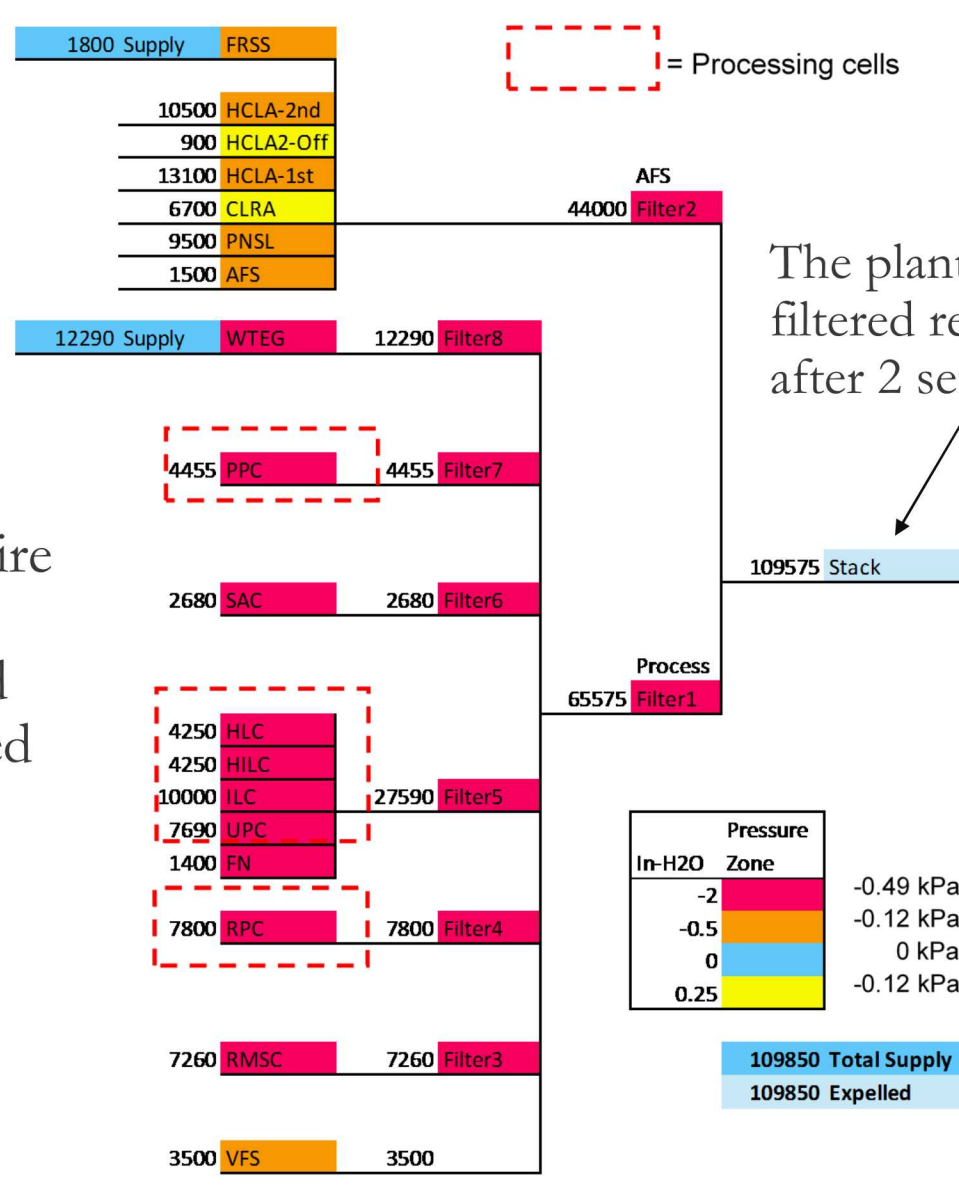 1800 Supply FRSS
= Processing cells
10500 HCLA-2nd
900 HCLA2-Off
13100 HCLA-1st
6700 CLRA
9500 PNSL
1500 AFS
AFS
44000 Filter2
The plant
filtered re
after 2 se
12290 Supply WTEG 12290 Filter8
4455 PPC 4455 Filter7
ire
d
ed
2680 SAC 2680 Filter6
109575 Stack
Process
65575 Filter1
4250 HLC
4250 HILC
10000 ILC 27590 Filter5
7690 UPC
1400 FN
7800 RPC 7800 Filter4
7260 RMSC 7260 Filter3
3500 VFS 3500
Pressure
In-H2O Zone
-2 -0.49 kPa
-0.5 -0.12 kPa
0 0 kPa
0.25 -0.12 kPa
109850 Total Supply
109850 Expelled